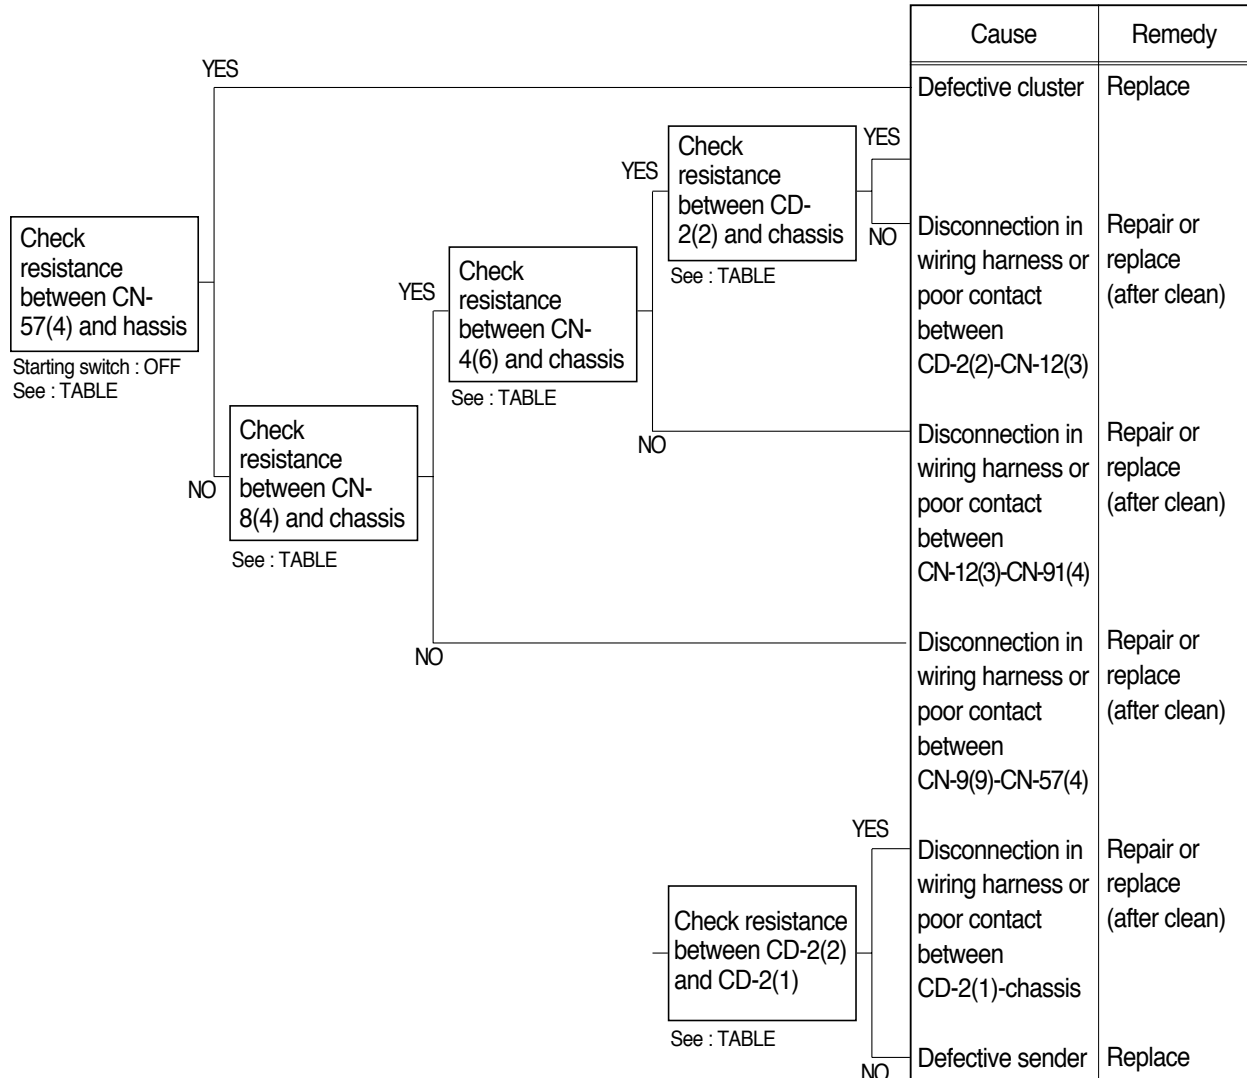 Cause
Remedy
YES
Defective cluster
Replace
Check
resistance
between CN-
57(4) and hassis
Starting switch : OFF
See : TABLE
NO
Check
resistance
between CN-
8(4) and chassis
See : TABLE
YES
Check
resistance
between CN-
4(6) and chassis
See : TABLE
YES
Check
resistance
between CD-
2(2) and chassis
See : TABLE
YES
NO
Disconnection in
wiring harness or
poor contact
between
CD-2(2)-CN-12(3)
Repair or
replace
(after clean)
NO
Disconnection in
wiring harness or
poor contact
between
CN-12(3)-CN-91(4)
Repair or
replace
(after clean)
NO
Disconnection in
wiring harness or
poor contact
between
CN-9(9)-CN-57(4)
Repair or
replace
(after clean)
Check resistance
between CD-2(2)
and CD-2(1)
See : TABLE
YES
Disconnection in
wiring harness or
poor contact
between
CD-2(1)-chassis
Repair or
replace
(after clean)
NO
Defective sender
Replace